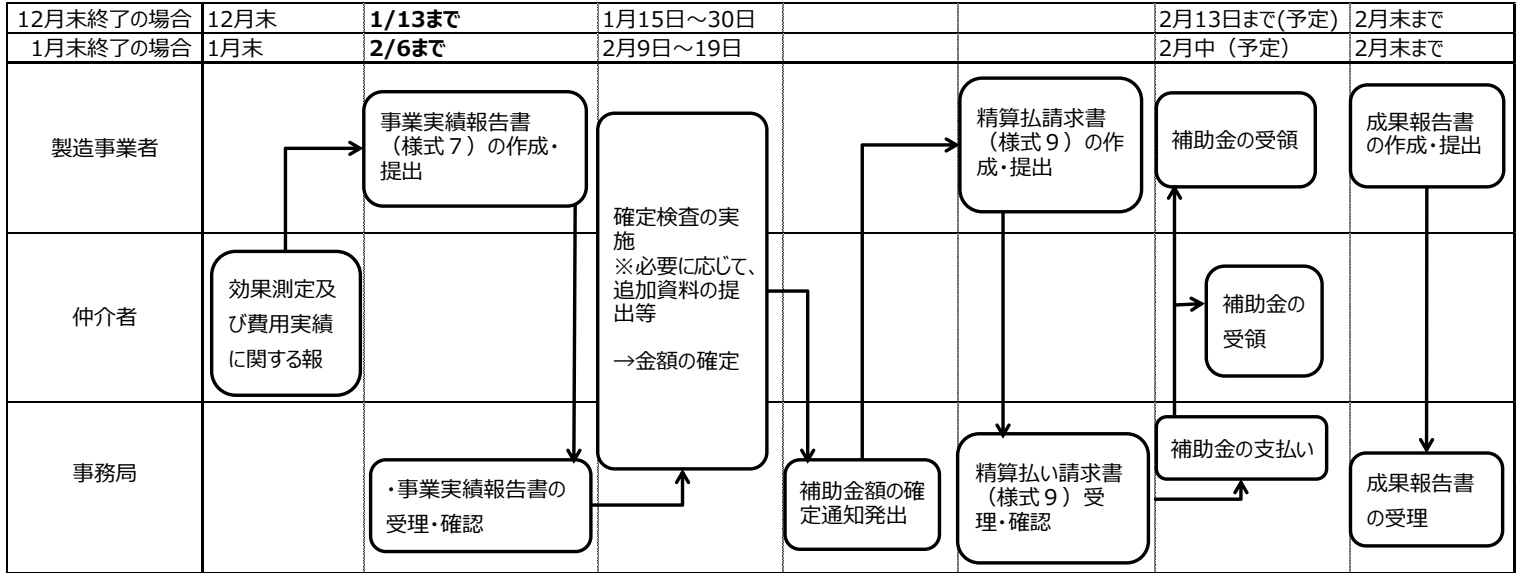 12月末終了の場合 12月末 1/13まで 1月15日～30日 2月13日まで(予定) 2月末まで
1月末終了の場合 1月末 2/6まで 2月9日～19日 2月中（予定） 2月末まで
製造事業者
事業実績報告書
（様式７）の作成・
提出
精算払請求書
（様式９）の作
成・提出
補助金の受領
成果報告書
の作成・提出
仲介者
効果測定及
び費用実績
に関する報
確定検査の実
施
※必要に応じて、
追加資料の提
出等
→金額の確定
補助金の
受領
事務局
・事業実績報告書の
受理・確認
補助金額の確
定通知発出
精算払い請求書
（様式９）受
理・確認
補助金の支払い
成果報告書
の受理